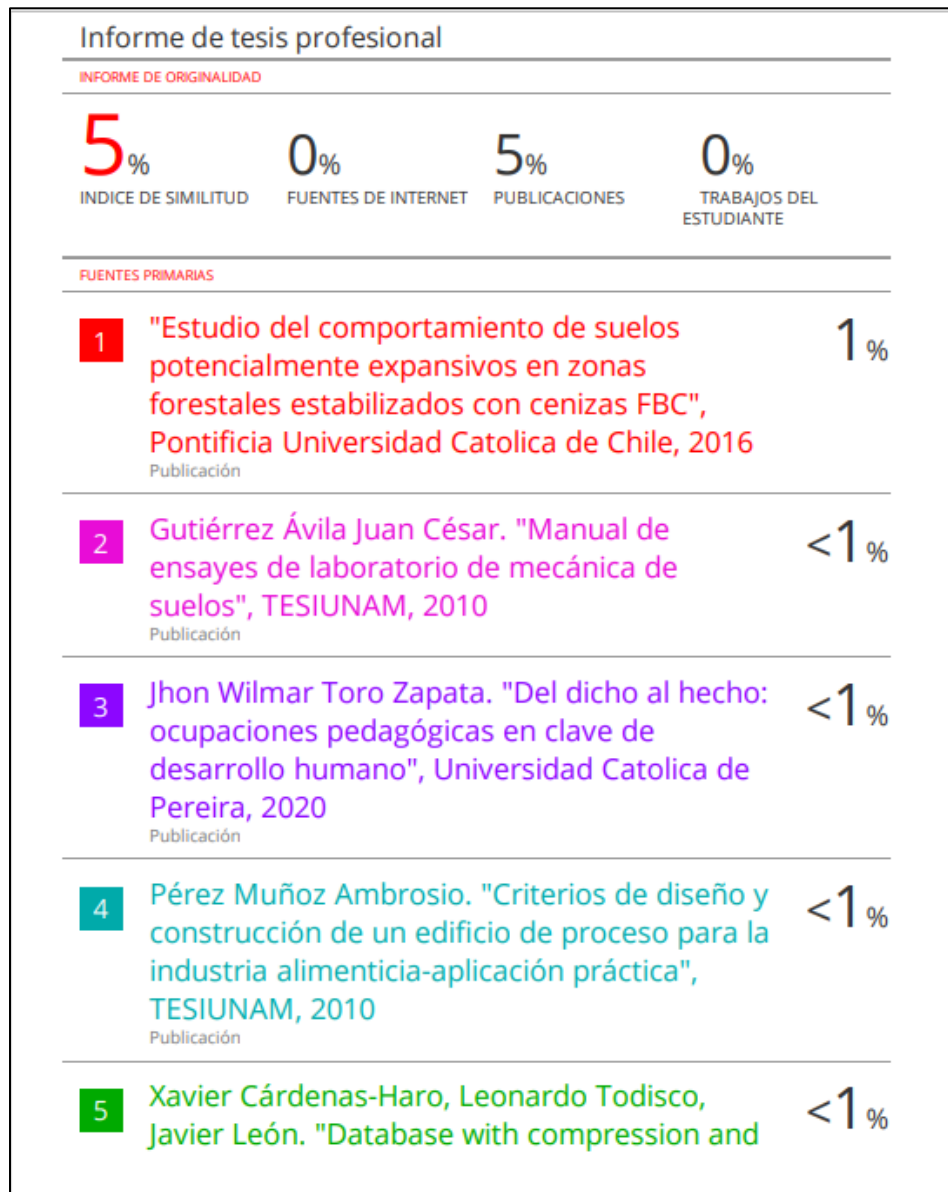 Informe de tesis profesional
INFORME DE ORIGINALIDAD
5% 0% 5% 0%
INDICE DE SIMILITUD FUENTES DE INTERNET PUBLICACIONES TRABAJOS DEL
ESTUDIANTE
FUENTES PRIMARIAS
1 "Estudio del comportamiento de suelos 1%
potencialmente expansivos en zonas
forestales estabilizados con cenizas FBC",
Pontificia Universidad Catolica de Chile, 2016
Publicación
2 Gutiérrez Ávila Juan César. "Manual de <1%
ensayes de laboratorio de mecánica de
suelos", TESIUNAM, 2010
Publicación
3 Jhon Wilmar Toro Zapata. "Del dicho al hecho: <1%
ocupaciones pedagógicas en clave de
desarrollo humano", Universidad Catolica de
Pereira, 2020
Publicación
4 Pérez Muñoz Ambrosio. "Criterios de diseño y <1%
construcción de un edificio de proceso para la
industria alimenticia-aplicación práctica",
TESIUNAM, 2010
Publicación
5 Xavier Cárdenas-Haro, Leonardo Todisco, <1%
Javier León. "Database with compression and